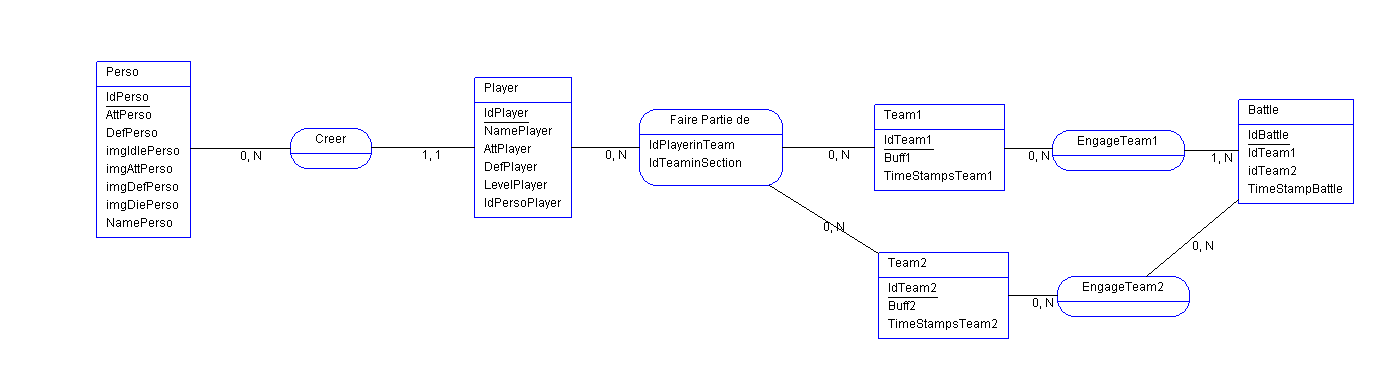 Perso
IdPerso
AttPerso
DefPerso
imgIdlePerso
imgAttPerso
imgDefPerso
imgDiePerso
NamePerso
0, N
Creer
1, 1
Player
IdPlayer
NamePlayer
AttPlayer
DefPlayer
LevelPlayer
IdPersoPlayer
0, N
Faire Partie de
IdPlayerinTeam
IdTeaminSection
0, N
0, N
Team1
IdTeam1
Buff1
TimeStampsTeam1
0, N
EngageTeam1
1, N
Team2
IdTeam2
Buff2
TimeStampsTeam2
0, N
EngageTeam2
0, N
Battle
IdBattle
IdTeam1
idTeam2
TimeStampBattle